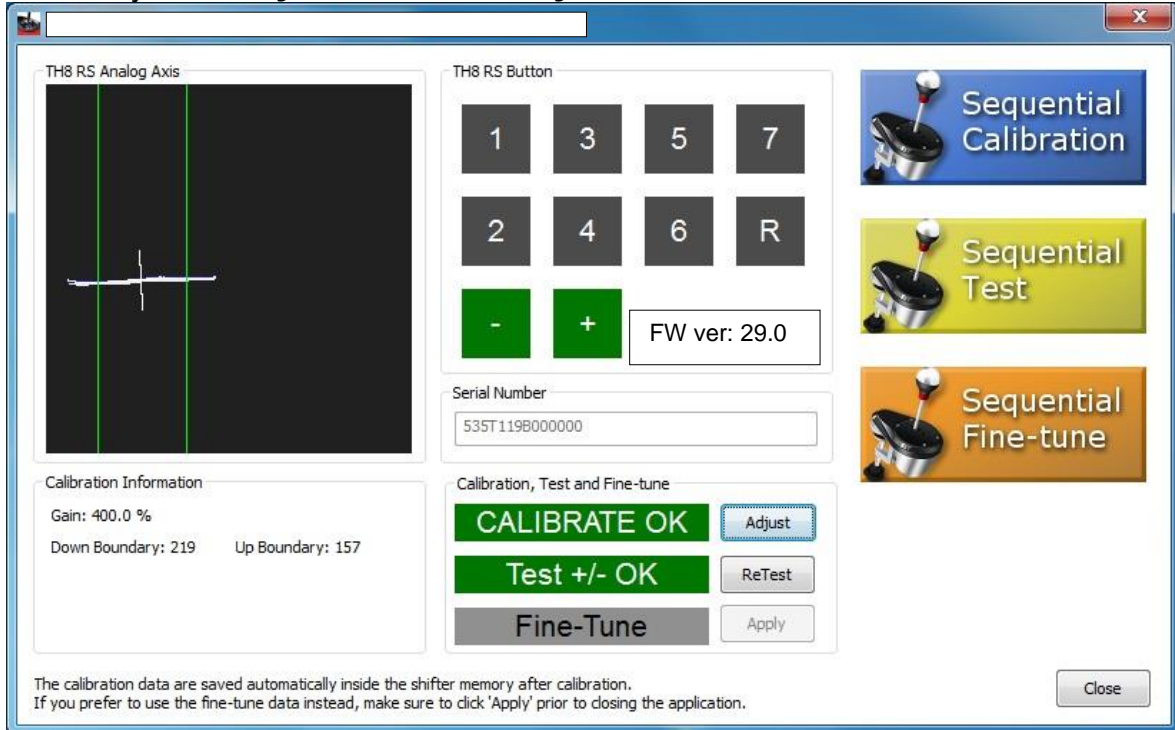 TH8 RS Analog Axis
TH8 RS Button
1 3 5 7
2 4 6 R
- +
FW ver: 29.0
Serial Number
535T119B000000
Calibration Information
Gain: 400.0 %
Down Boundary: 219 Up Boundary: 157
Calibration, Test and Fine-tune
CALIBRATE OK Adjust
Test +/- OK ReTest
Fine-Tune Apply
Sequential
Calibration
Sequential
Test
Sequential
Fine-tune
The calibration data are saved automatically inside the shifter memory after calibration.
If you prefer to use the fine-tune data instead, make sure to click 'Apply' prior to closing the application.
Close